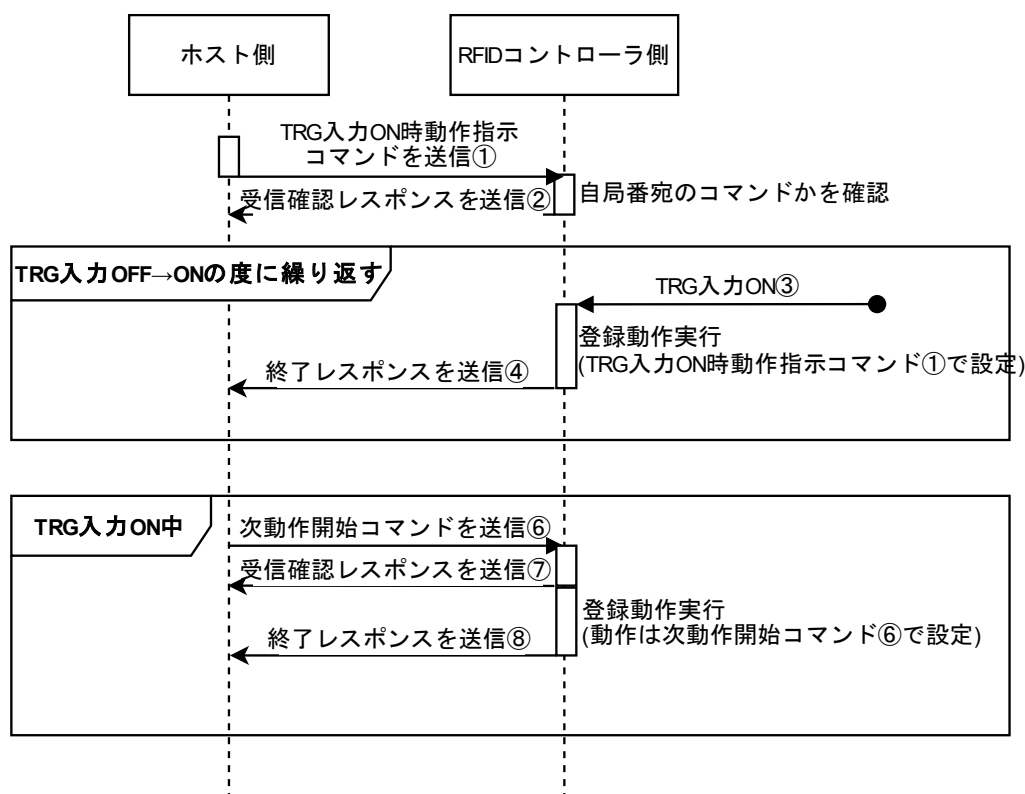 ホスト側
RFIDコントローラ側
TRG入力ON時動作指示
コマンドを送信①
受信確認レスポンスを送信②
自局番宛のコマンドかを確認
TRG入力OFF→ONの度に繰り返す
TRG入力ON③
登録動作実行
(TRG入力ON時動作指示コマンド①で設定)
終了レスポンスを送信④
TRG入力ON中
次動作開始コマンドを送信⑥
受信確認レスポンスを送信⑦
登録動作実行
(動作は次動作開始コマンド⑥で設定)
終了レスポンスを送信⑧